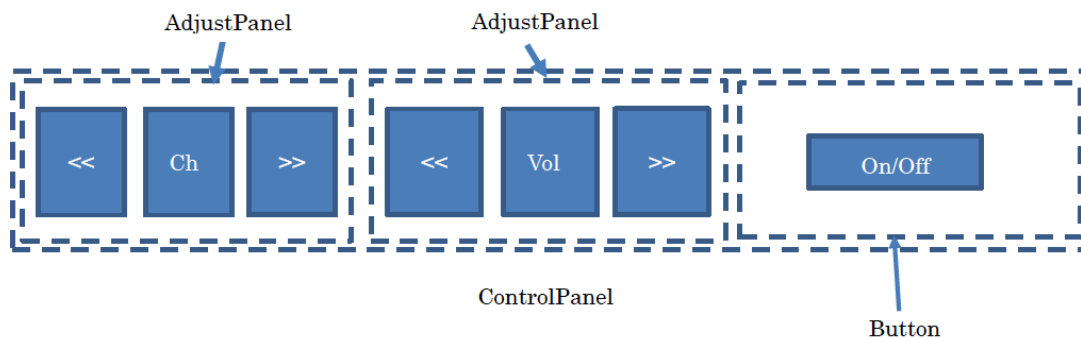 AdjustPanel
AdjustPanel
<< Ch >>
<< Vol >>
On/Off
ControlPanel
Button